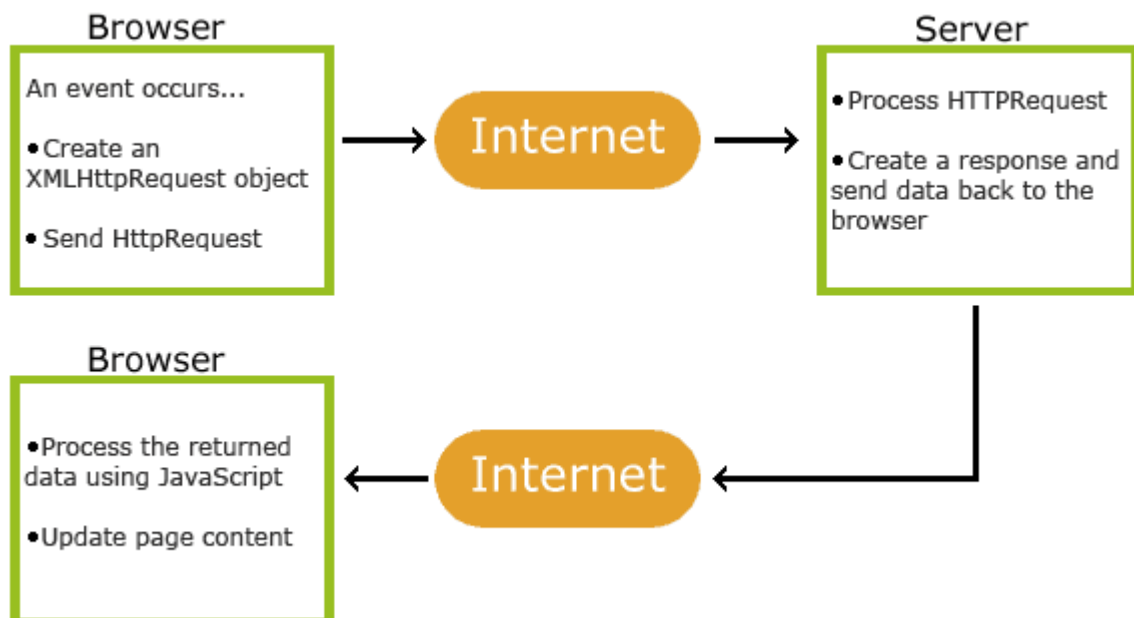 Browser
An event occurs...
•Create an
XMLHttpRequest object
• Send HttpRequest
Internet
Server
•Process HTTPRequest
•Create a response and
send data back to the
browser
Browser
•Process the returned
data using JavaScript
•Update page content
Internet